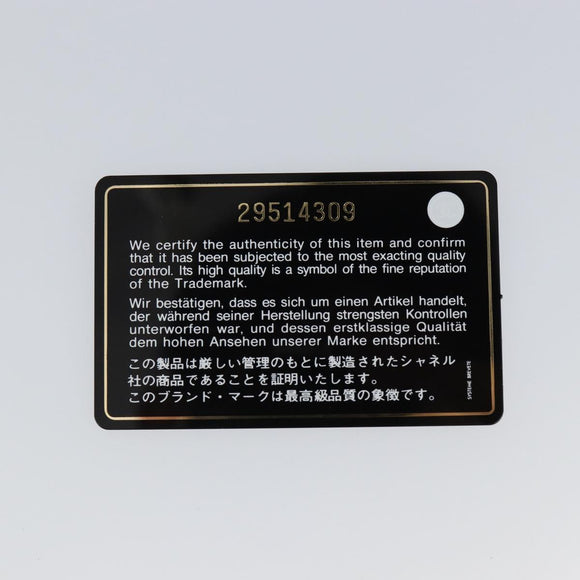 29514309
We certify the authenticity of this item and confirm
that it has been subjected to the most exacting quality
control. Its high quality is a symbol of the fine reputation
of the Trademark.
Wir bestätigen, dass es sich um einen Artikel handelt,
der während seiner Herstellung strengsten Kontrollen
unterworfen war, und dessen erstklassige Qualität
dem hohen Ansehen unserer Marke entspricht.
この製品は厳しい管理のもとに製造されたシャネル
社の商品であることを証明いたします。
このブランド・マークは最高級品質の象徴です。
SYSTEME BREVETE